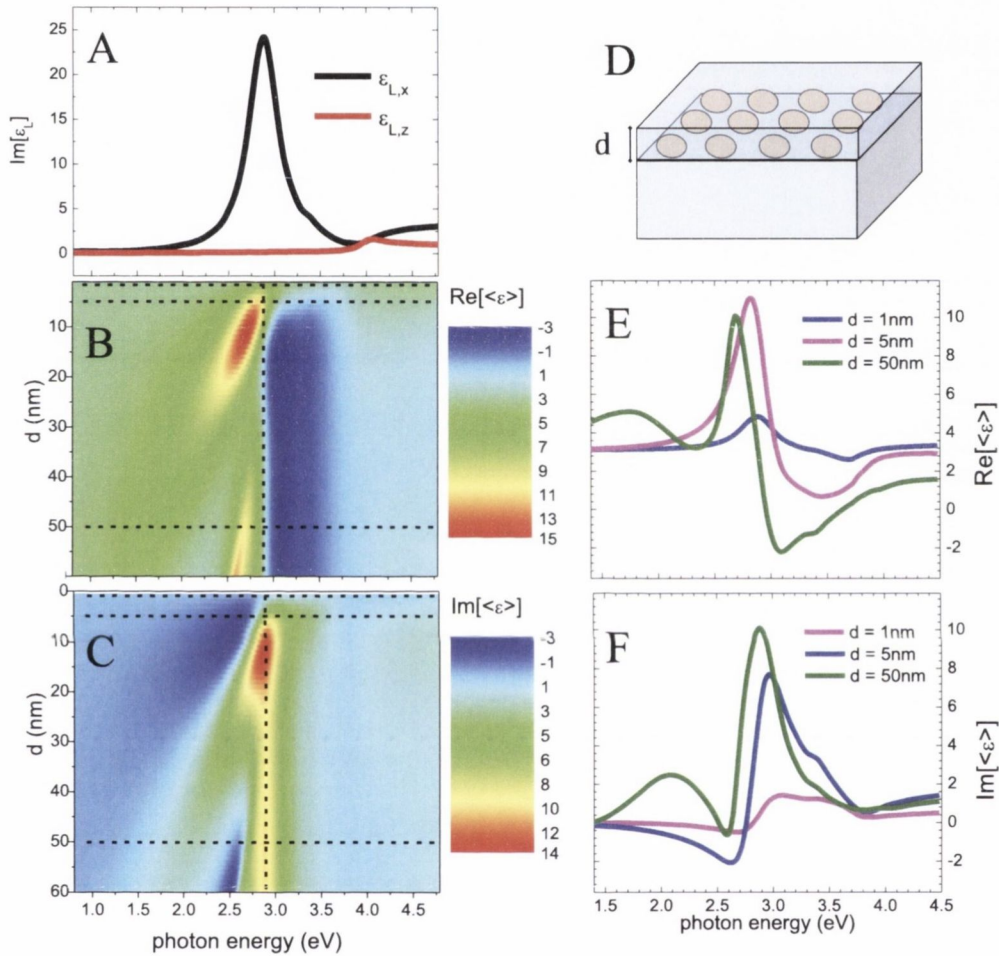 A
25
20
15
10
5
0
Im[ε_L]
ε_L,x
ε_L,z
D
d
B
10
20
30
40
50
d (nm)
Re[<ε>]
-3
-1
1
3
5
7
9
11
13
15
E
d = 1nm
d = 5nm
d = 50nm
10
8
6
4
2
0
-2
Re[<ε>]
C
0
10
20
30
40
50
60
d (nm)
1.0 1.5 2.0 2.5 3.0 3.5 4.0 4.5
photon energy (eV)
Im[<ε>]
-3
-1
1
3
4
6
8
10
12
14
F
d = 1nm
d = 5nm
d = 50nm
10
8
6
4
2
0
-2
Im[<ε>]
1.5 2.0 2.5 3.0 3.5 4.0 4.5
photon energy (eV)